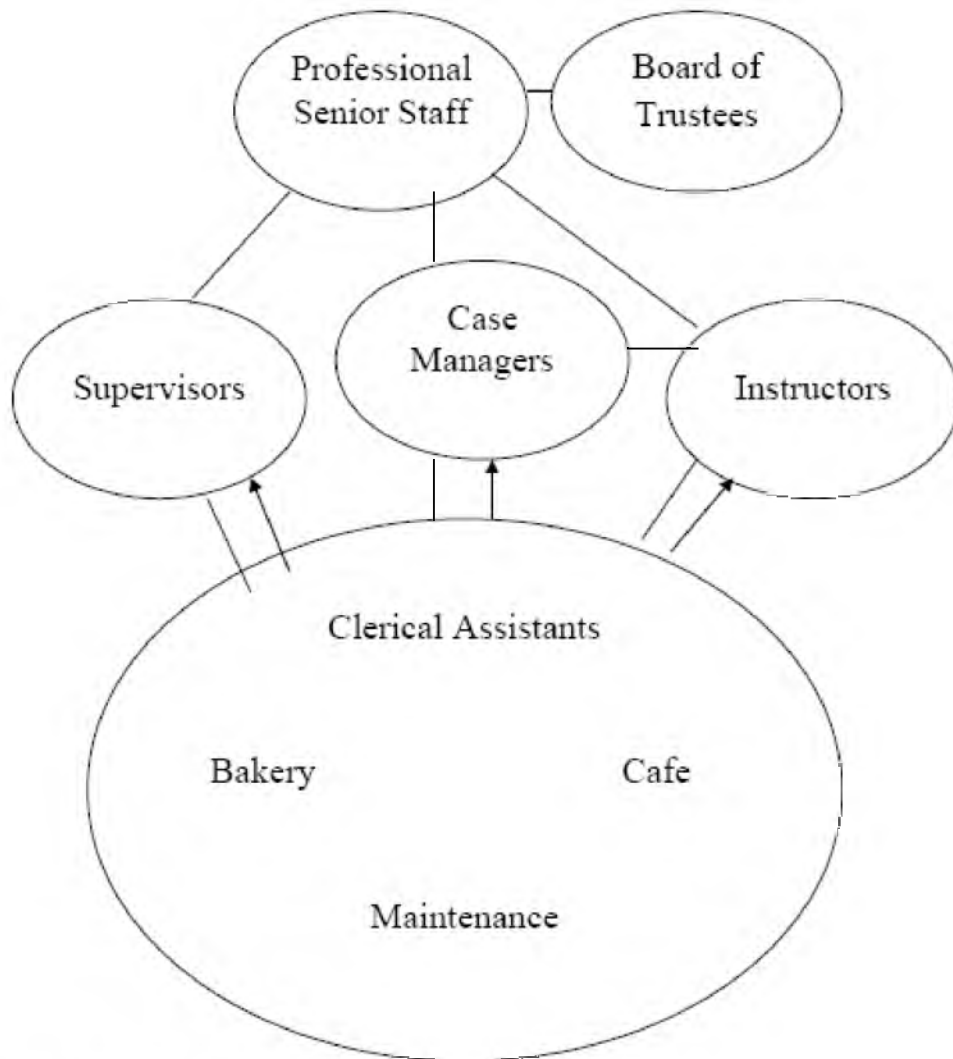 Professional
Senior Staff
Board of
Trustees
Case
Managers
Supervisors
Instructors
Clerical Assistants
Bakery
Cafe
Maintenance